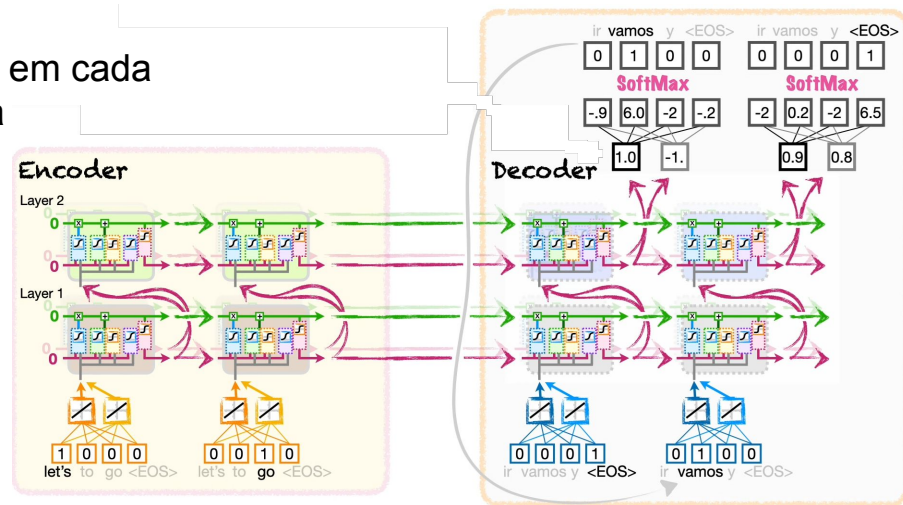 em cada
a
ir vamos y <EOS>
0 1 0 0
SoftMax
-.9 6.0 -2 -.2
1.0 -1.
ir vamos y <EOS>
0 0 0 1
SoftMax
-2 0.2 -2 6.5
0.9 0.8
Encoder
Decoder
Layer 2
0
0
0
0
Layer 1
0
0
0
0
1 0 0 0
let's to go <EOS>
0 0 1 0
let's to go <EOS>
0 0 0 1
ir vamos y <EOS>
0 1 0 0
ir vamos y <EOS>